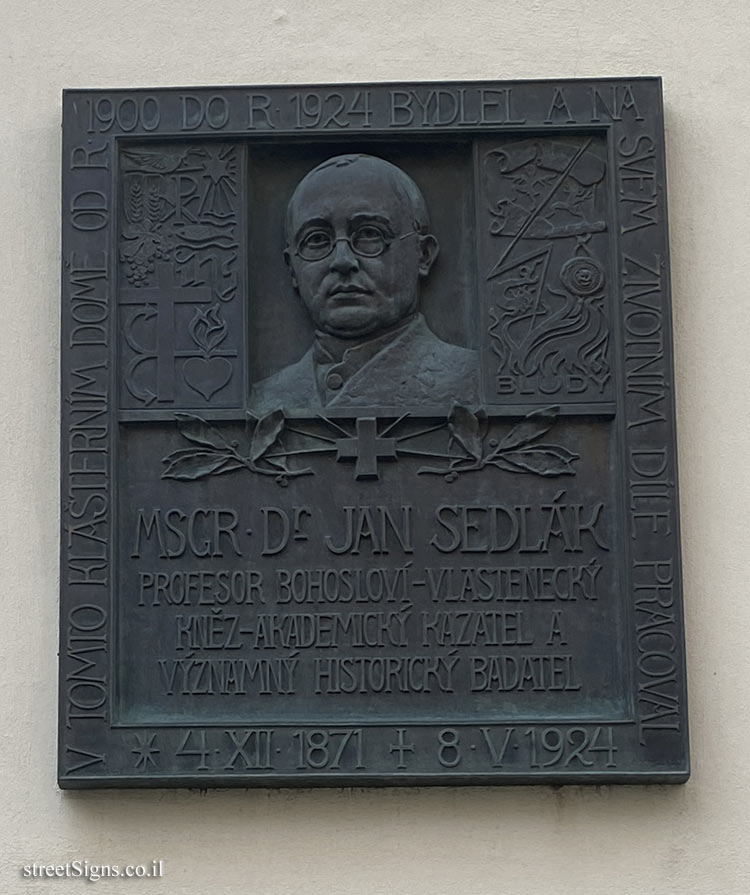 V TOMTO KLÁŠTERNÍM DOMĚ OD R.
1900 DO R. 1924 BYDLEL A NA
SVÉM ŽIVOTNÍM DÍLE PRACOVAL
BLUDY
MSGR. Dr JAN SEDLÁK
PROFESOR BOHOSLOVÍ-VLASTENECKÝ
KNĚZ-AKADEMICKÝ KAZATEL A
VÝZNAMNÝ HISTORICKÝ BADATEL
* 4. XII. 1871 + 8. V. 1924
streetSigns.co.il